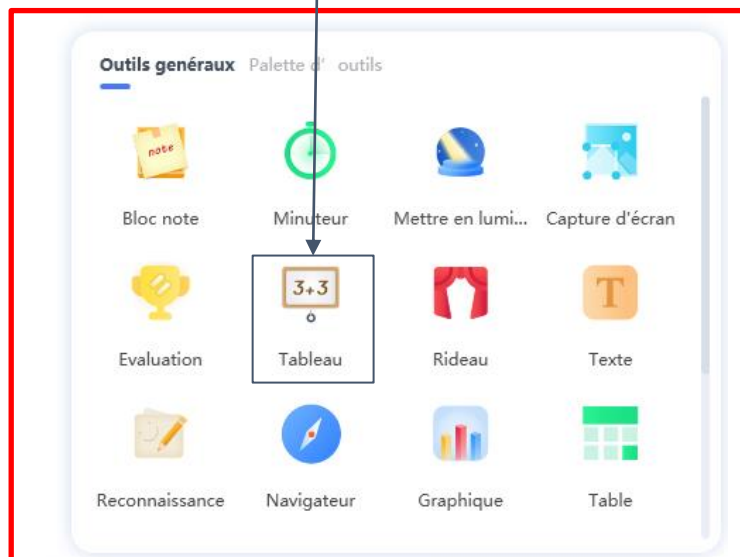 Outils genéraux Palette d' outils
note
Bloc note Minuteur Mettre en lumi... Capture d'écran
3+3
T
Evaluation Tableau Rideau Texte
Reconnaissance Navigateur Graphique Table